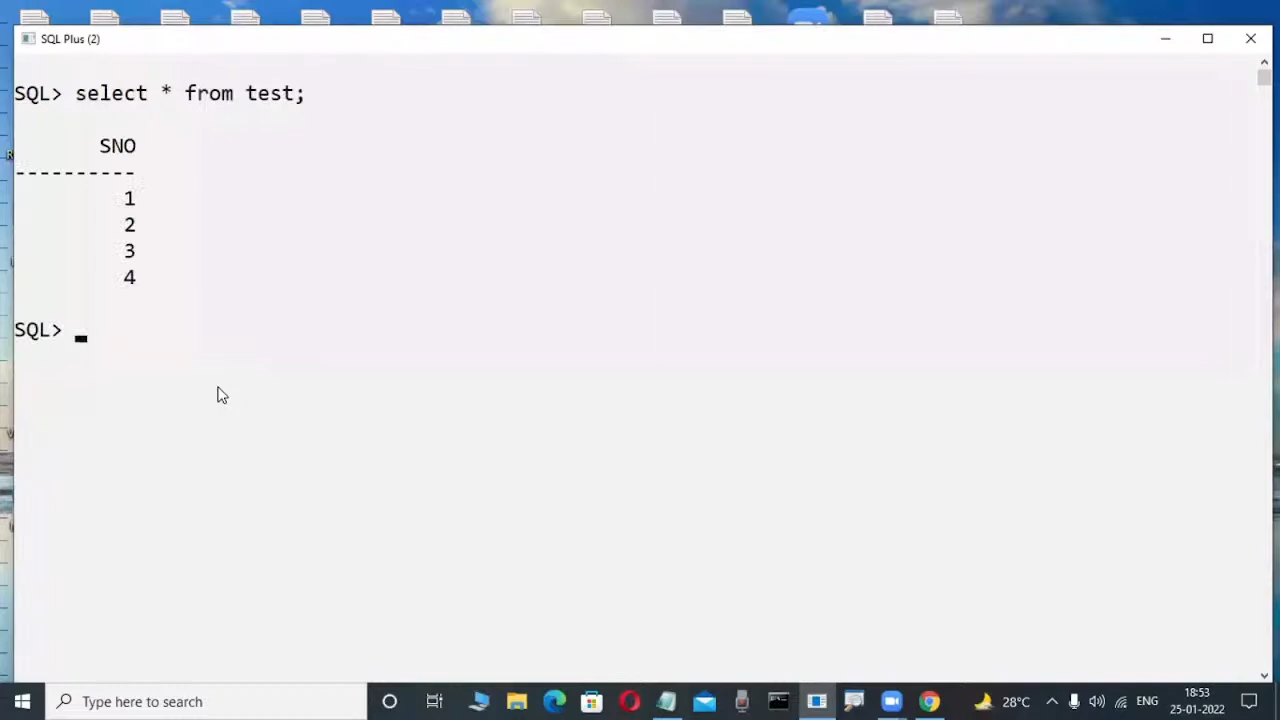 SQL Plus (2)
SQL> select * from test;
SNO
----------
1
2
3
4
SQL>
Type here to search
28°C
ENG
18:53
25-01-2022